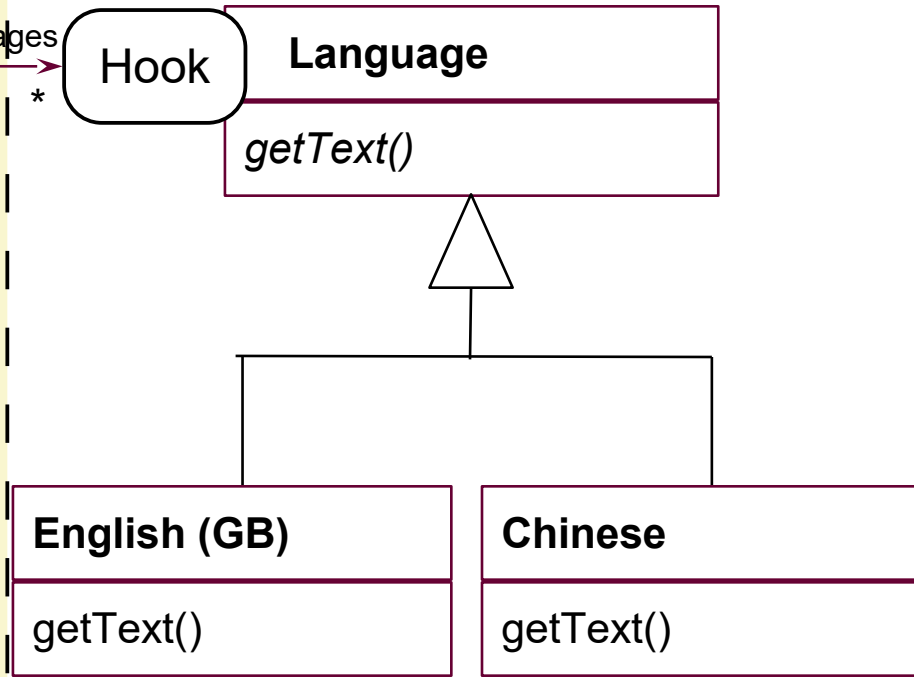 Hook
Language
*
getText()
English (GB)
Chinese
getText()
getText()